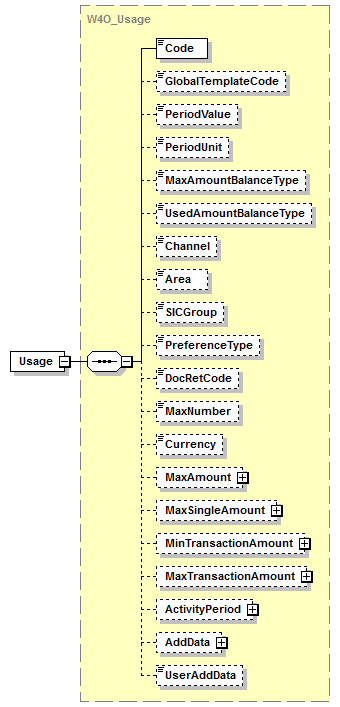 W4O_Usage
Code
GlobalTemplateCode
PeriodValue
PeriodUnit
MaxAmountBalanceType
UsedAmountBalanceType
Channel
Area
SICGroup
PreferenceType
Usage
DocRetCode
MaxNumber
Currency
MaxAmount
MaxSingleAmount
MinTransactionAmount
MaxTransactionAmount
ActivityPeriod
AddData
UserAddData